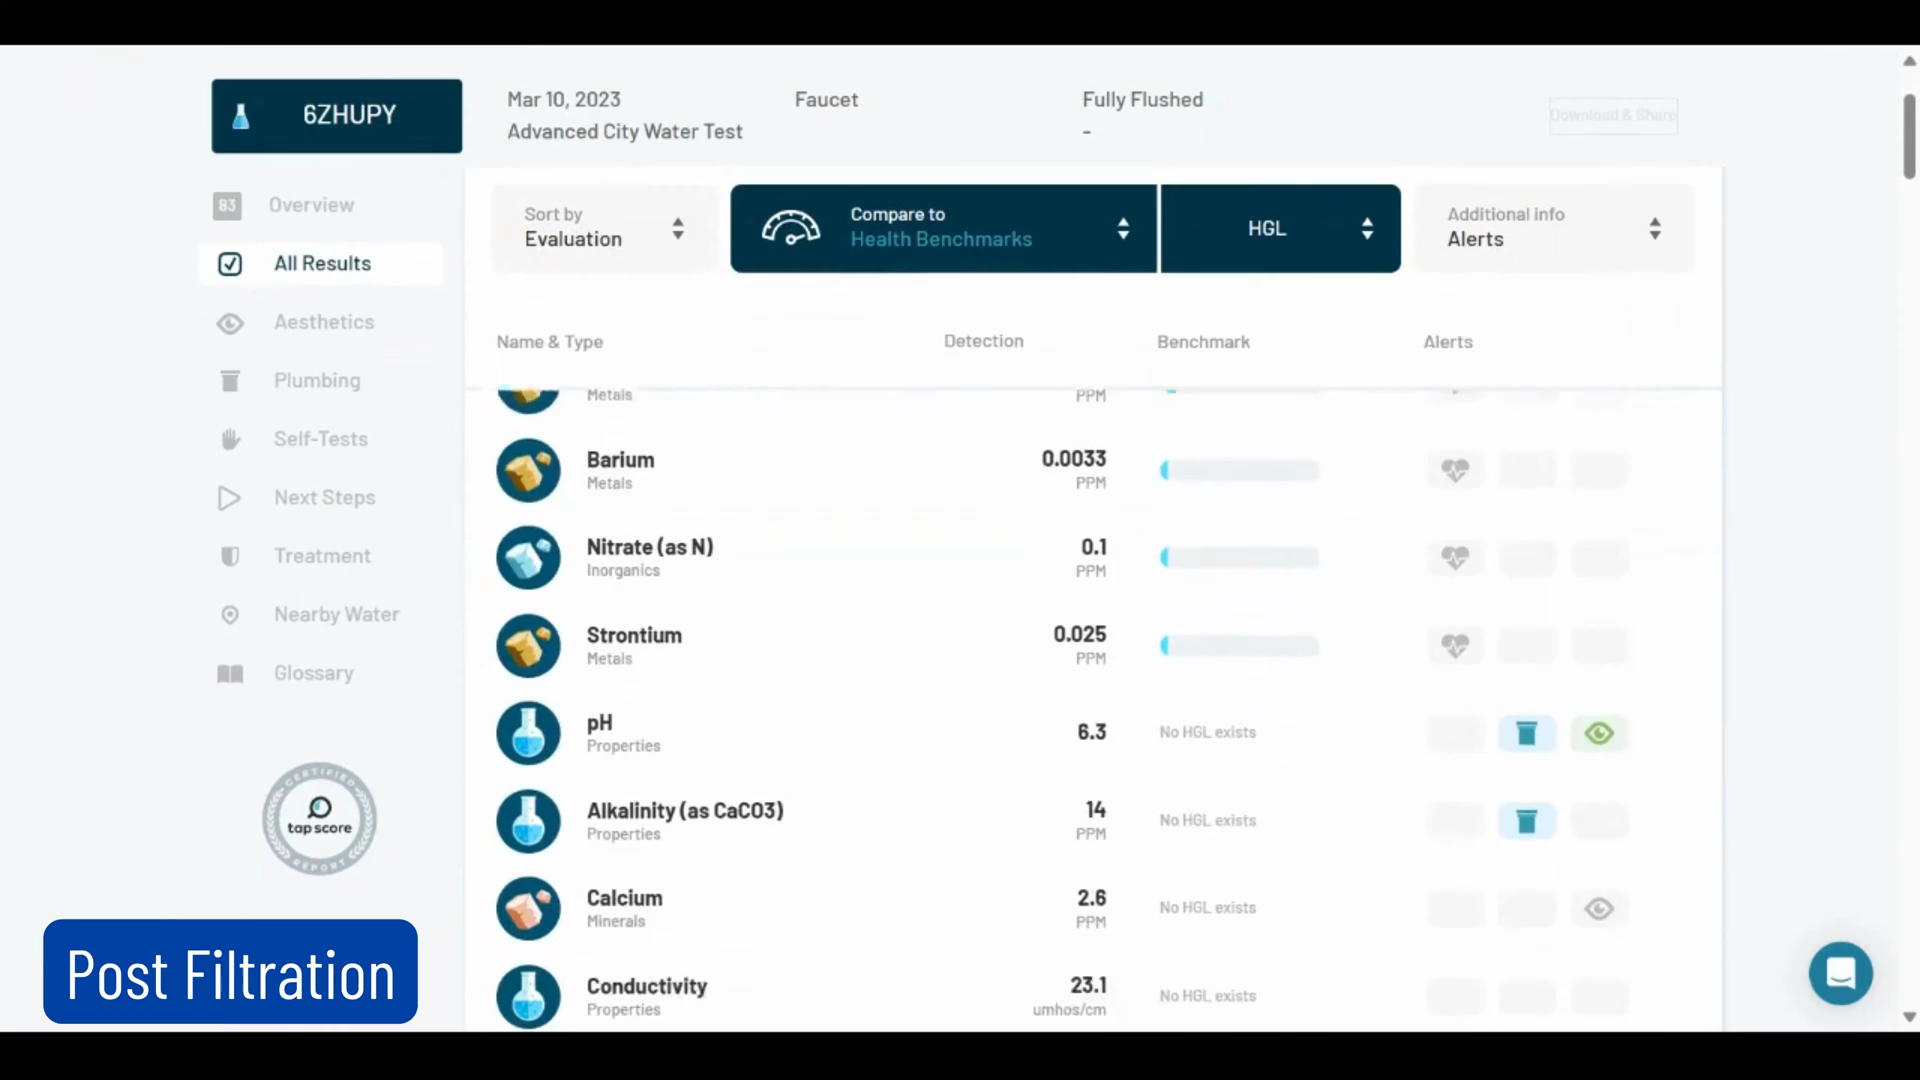 6ZHUPY
Mar 10, 2023
Advanced City Water Test
Faucet
Fully Flushed
-
Download & Share
83 Overview
All Results
Aesthetics
Plumbing
Self-Tests
Next Steps
Treatment
Nearby Water
Glossary
CERTIFIED
tap score
REPORT
Sort by
Evaluation
Compare to
Health Benchmarks
HGL
Additional info
Alerts
Name & Type Detection Benchmark Alerts
Metals PPM
Barium 0.0033
Metals PPM
Nitrate (as N) 0.1
Inorganics PPM
Strontium 0.025
Metals PPM
pH 6.3 No HGL exists
Properties
Alkalinity (as CaCO3) 14 No HGL exists
Properties PPM
Calcium 2.6 No HGL exists
Minerals PPM
Conductivity 23.1 No HGL exists
Properties umhos/cm
Post Filtration